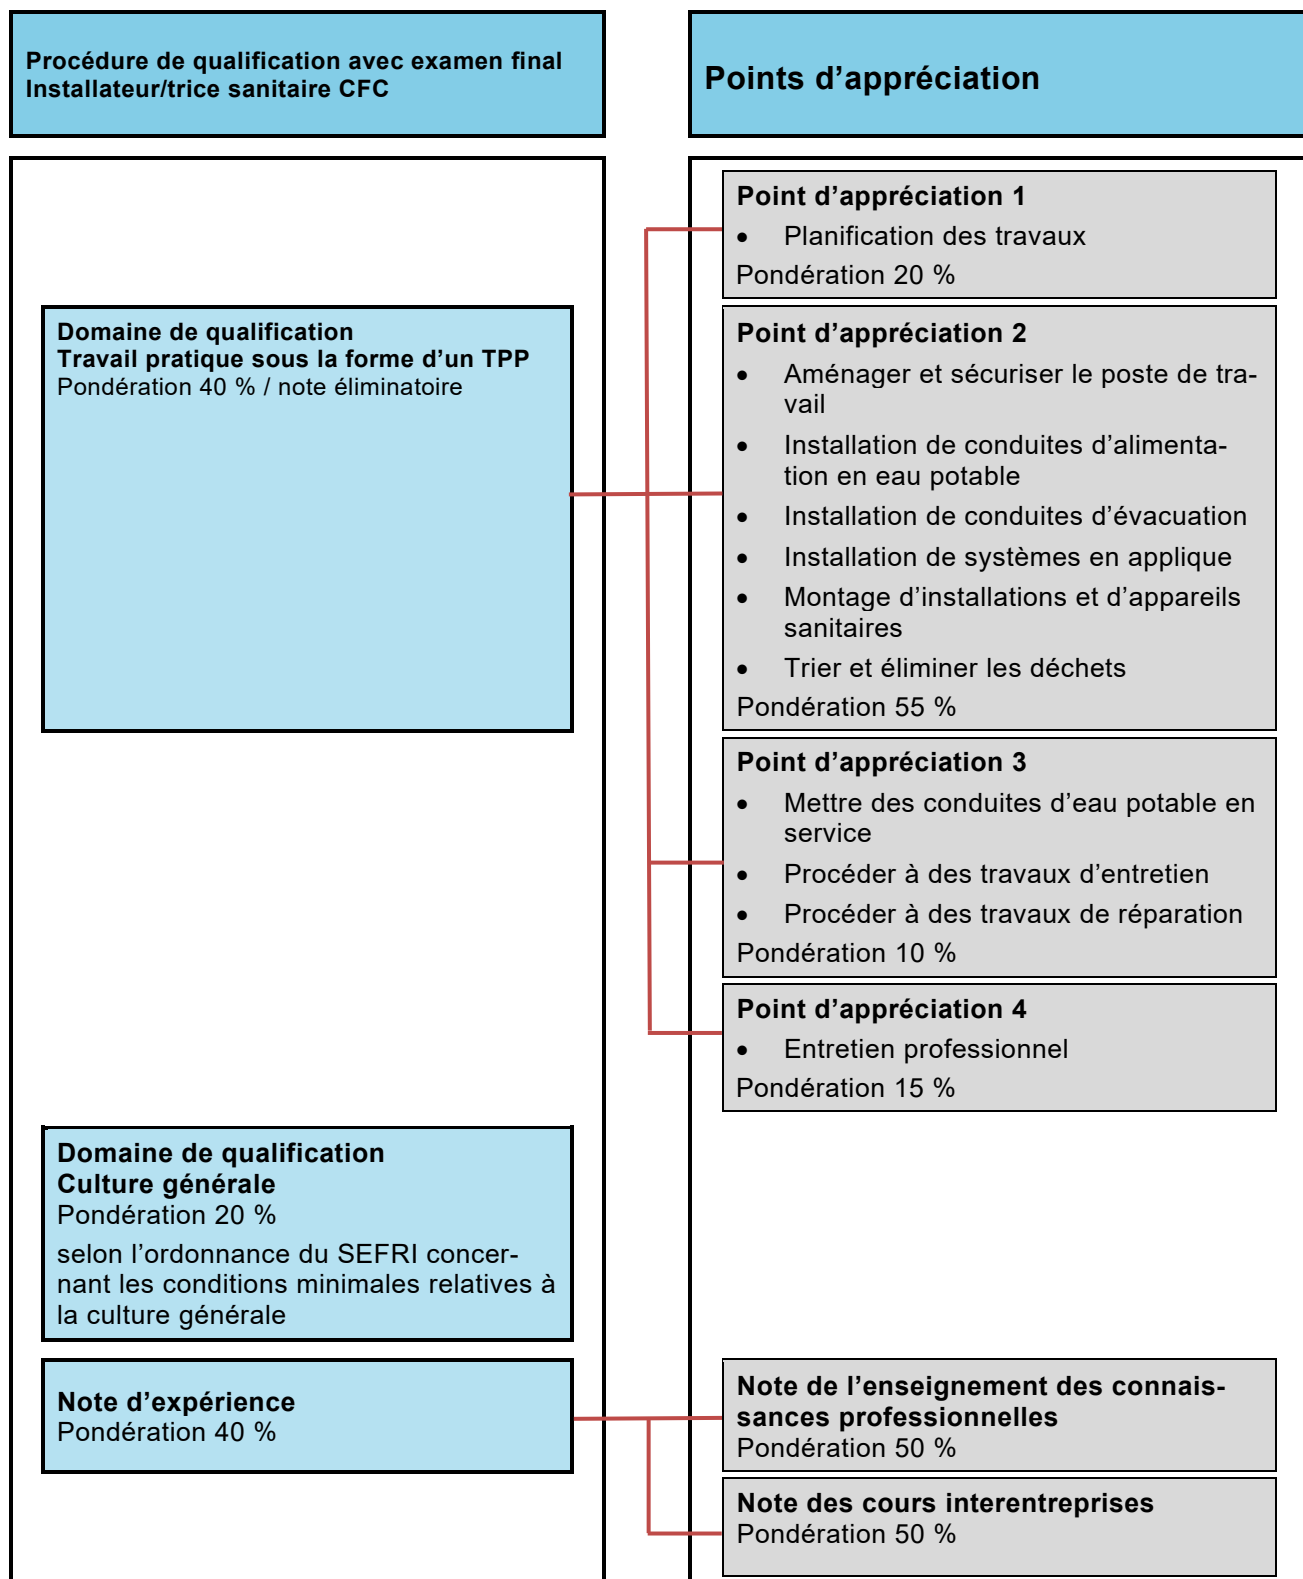 Procédure de qualification avec examen final
Installateur/trice sanitaire CFC
Points d’appréciation
Point d’appréciation 1
• Planification des travaux
Pondération 20 %
Domaine de qualification
Travail pratique sous la forme d’un TPP
Pondération 40 % / note éliminatoire
Point d’appréciation 2
• Aménager et sécuriser le poste de tra-
vail
• Installation de conduites d’alimenta-
tion en eau potable
• Installation de conduites d’évacuation
• Installation de systèmes en applique
• Montage d’installations et d’appareils
sanitaires
• Trier et éliminer les déchets
Pondération 55 %
Point d’appréciation 3
• Mettre des conduites d’eau potable en
service
• Procéder à des travaux d’entretien
• Procéder à des travaux de réparation
Pondération 10 %
Point d’appréciation 4
• Entretien professionnel
Pondération 15 %
Domaine de qualification
Culture générale
Pondération 20 %
selon l’ordonnance du SEFRI concer-
nant les conditions minimales relatives à
la culture générale
Note d’expérience
Pondération 40 %
Note de l’enseignement des connais-
sances professionnelles
Pondération 50 %
Note des cours interentreprises
Pondération 50 %